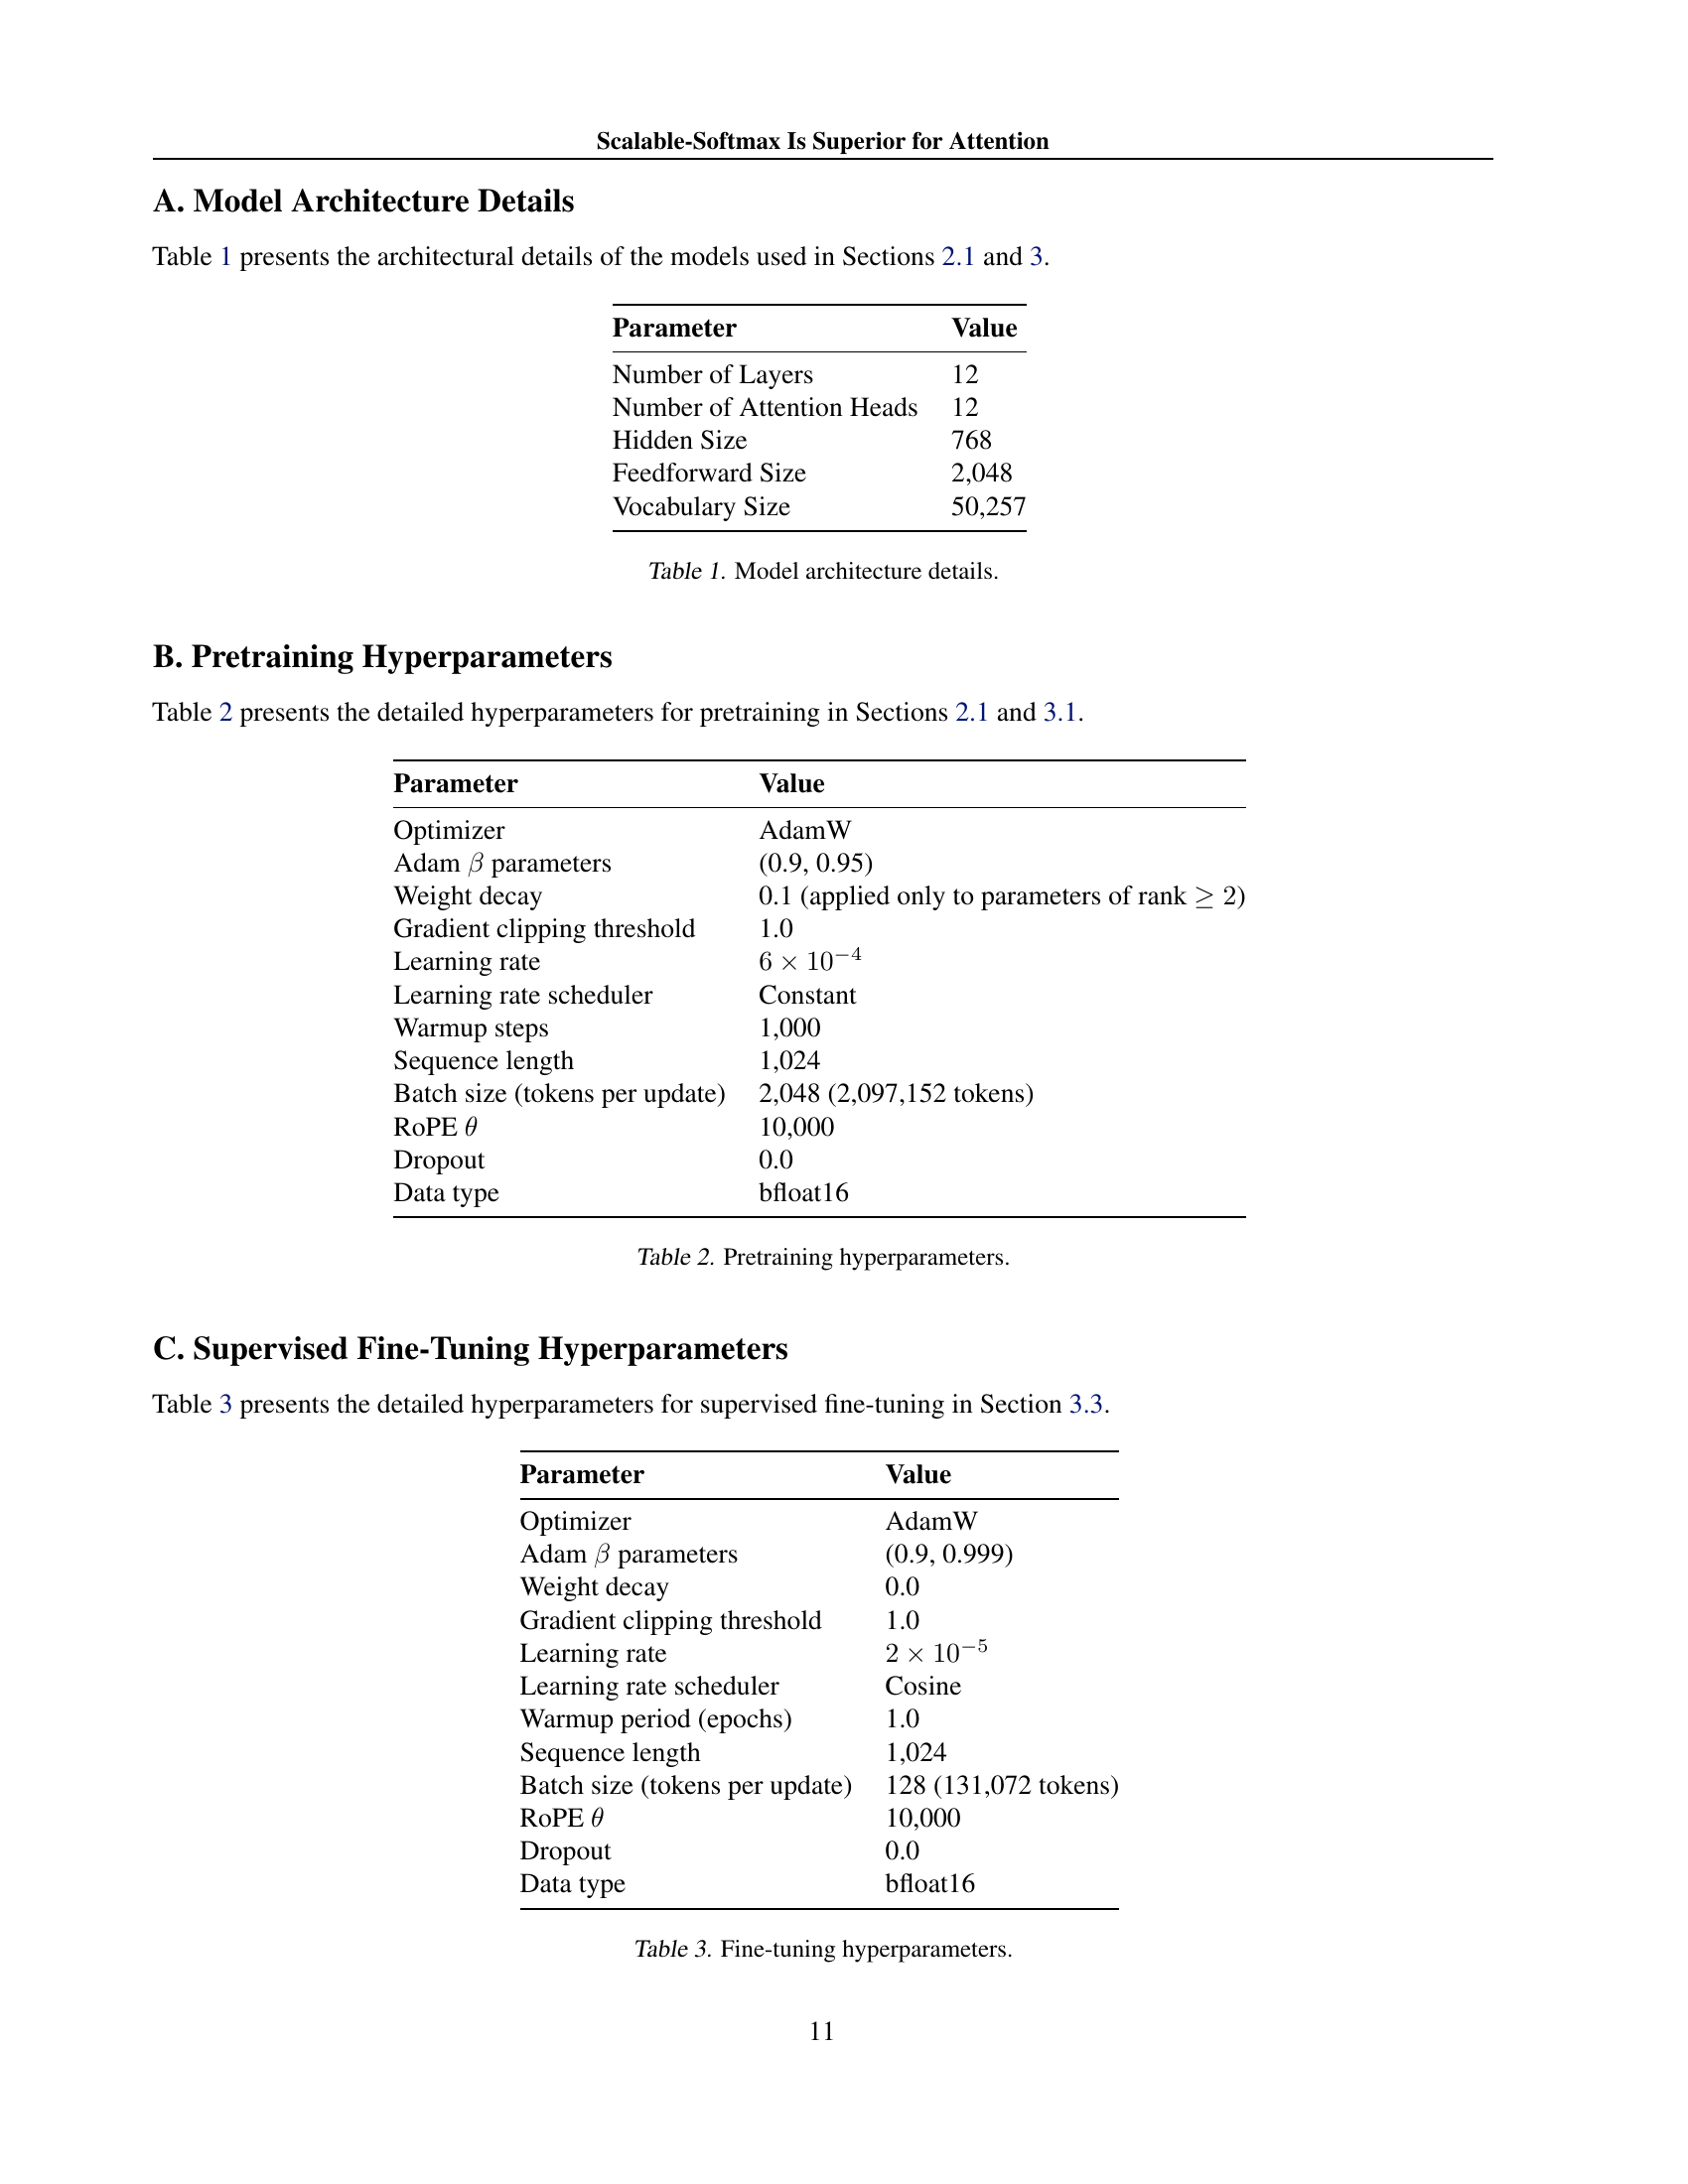 Scalable-Softmax Is Superior for Attention
A. Model Architecture Details
Table 1 presents the architectural details of the models used in Sections 2.1 and 3.
Parameter Value
Number of Layers 12
Number of Attention Heads 12
Hidden Size 768
Feedforward Size 2,048
Vocabulary Size 50,257
Table 1. Model architecture details.
B. Pretraining Hyperparameters
Table 2 presents the detailed hyperparameters for pretraining in Sections 2.1 and 3.1.
Parameter Value
Optimizer AdamW
Adam β parameters (0.9, 0.95)
Weight decay 0.1 (applied only to parameters of rank ≥ 2)
Gradient clipping threshold 1.0
Learning rate 6 × 10⁻⁴
Learning rate scheduler Constant
Warmup steps 1,000
Sequence length 1,024
Batch size (tokens per update) 2,048 (2,097,152 tokens)
RoPE θ 10,000
Dropout 0.0
Data type bfloat16
Table 2. Pretraining hyperparameters.
C. Supervised Fine-Tuning Hyperparameters
Table 3 presents the detailed hyperparameters for supervised fine-tuning in Section 3.3.
Parameter Value
Optimizer AdamW
Adam β parameters (0.9, 0.999)
Weight decay 0.0
Gradient clipping threshold 1.0
Learning rate 2 × 10⁻⁵
Learning rate scheduler Cosine
Warmup period (epochs) 1.0
Sequence length 1,024
Batch size (tokens per update) 128 (131,072 tokens)
RoPE θ 10,000
Dropout 0.0
Data type bfloat16
Table 3. Fine-tuning hyperparameters.
11